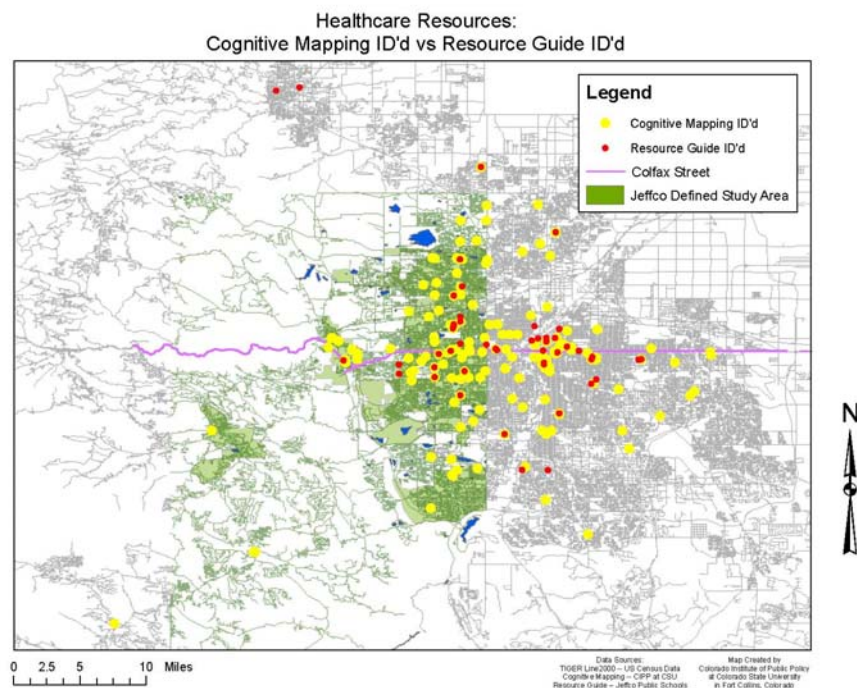 Healthcare Resources:
Cognitive Mapping ID'd vs Resource Guide ID'd
Legend
Cognitive Mapping ID'd
Resource Guide ID'd
Colfax Street
Jeffco Defined Study Area
N
0 2.5 5 10 Miles
Data Sources:
TIGER Line2000 -- US Census Data
Cognitive Mapping -- CIPP at CSU
Resource Guide -- Jeffco Public Schools
Map Created by
Colorado Institute of Public Policy
at Colorado State University
in Fort Collins, Colorado